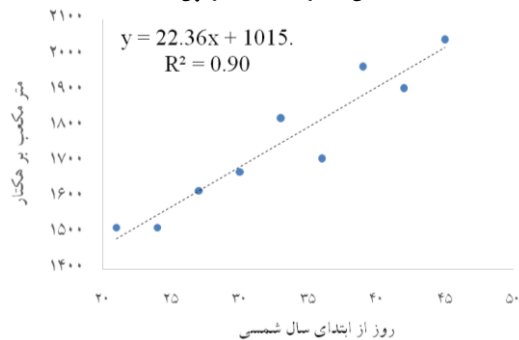 y = 22.36x + 1015.
R² = 0.90
متر مکعب بر هکتار
۲۱۰۰
۲۰۰۰
۱۹۰۰
۱۸۰۰
۱۷۰۰
۱۶۰۰
۱۵۰۰
۱۴۰۰
۲۰ ۲۵ ۳۰ ۳۵ ۴۰ ۴۵ ۵۰
روز از ابتدای سال شمسی